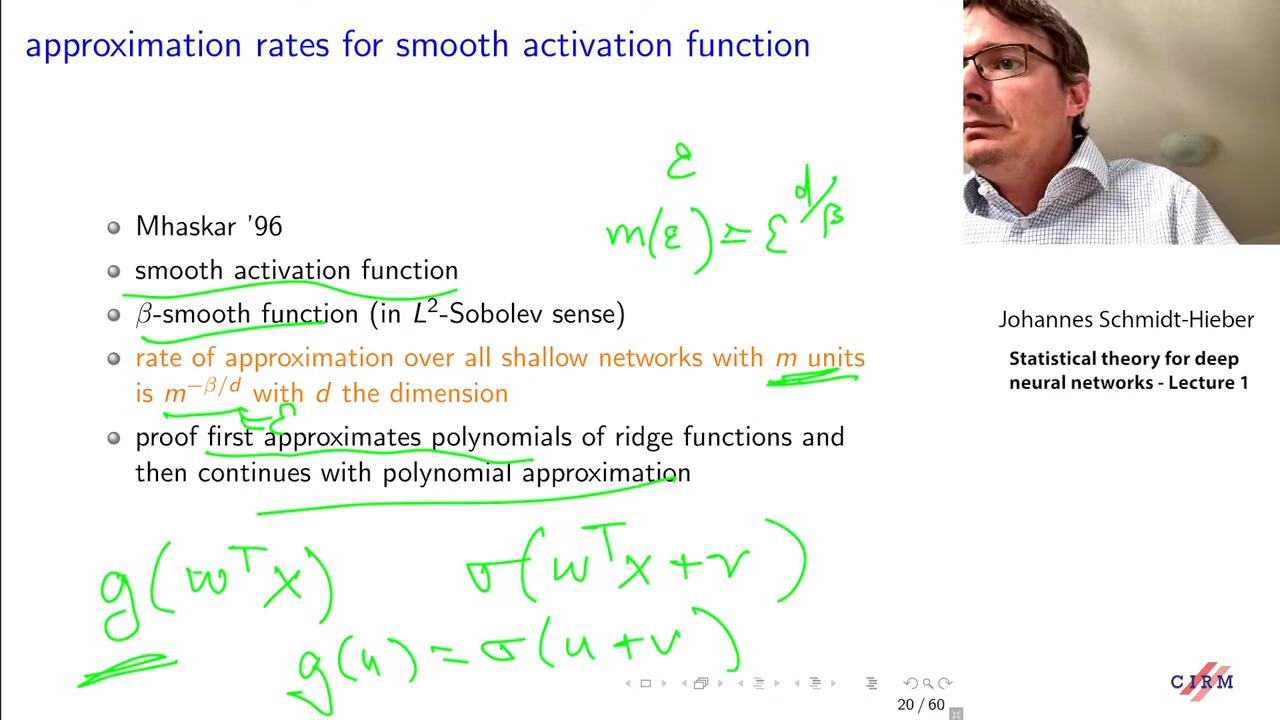 approximation rates for smooth activation function
ε
m(ε) ≍ ε^{d/β}
Mhaskar '96
smooth activation function
β-smooth function (in L²-Sobolev sense)
rate of approximation over all shallow networks with m units
is m^{-β/d} with d the dimension
= ε
proof first approximates polynomials of ridge functions and
then continues with polynomial approximation
g(w^T x) σ(w^T x + v)
g(u) = σ(u + v)
20 / 60
Johannes Schmidt-Hieber
Statistical theory for deep
neural networks - Lecture 1
CIRM